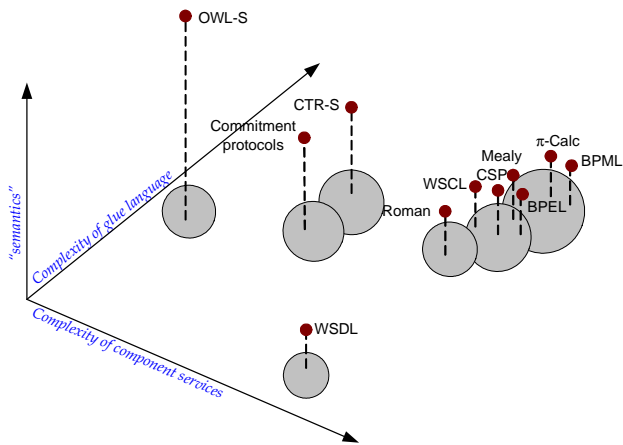 OWL-S
CTR-S
Commitment
protocols
π-Calc
Mealy
BPML
WSCL
CSP
Roman
BPEL
“semantics”
Complexity of glue language
Complexity of component services
WSDL